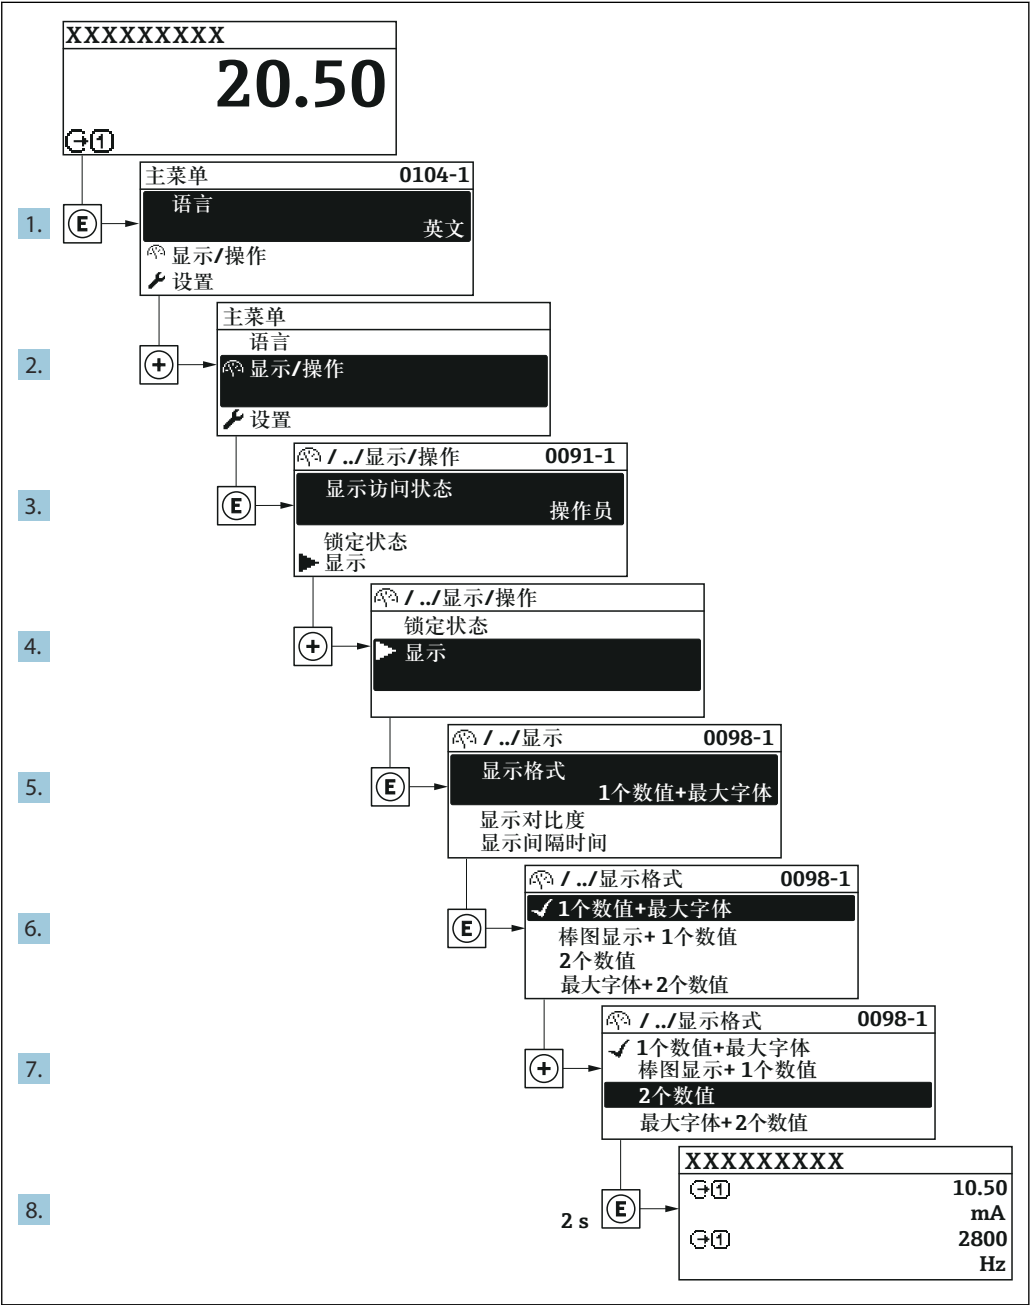 XXXXXXXXX
20.50
1
主菜单 0104-1
语言
英文
显示/操作
设置
1.
E
主菜单
语言
显示/操作
设置
2.
+
/ ../显示/操作 0091-1
显示访问状态
操作员
锁定状态
显示
3.
E
/ ../显示/操作
锁定状态
显示
4.
+
/ ../显示 0098-1
显示格式
1个数值+最大字体
显示对比度
显示间隔时间
5.
E
/ ../显示格式 0098-1
1个数值+最大字体
棒图显示+ 1个数值
2个数值
最大字体+ 2个数值
6.
E
/ ../显示格式 0098-1
1个数值+最大字体
棒图显示+ 1个数值
2个数值
最大字体+ 2个数值
7.
+
XXXXXXXXX
1 10.50
mA
1 2800
Hz
8.
2 s
E